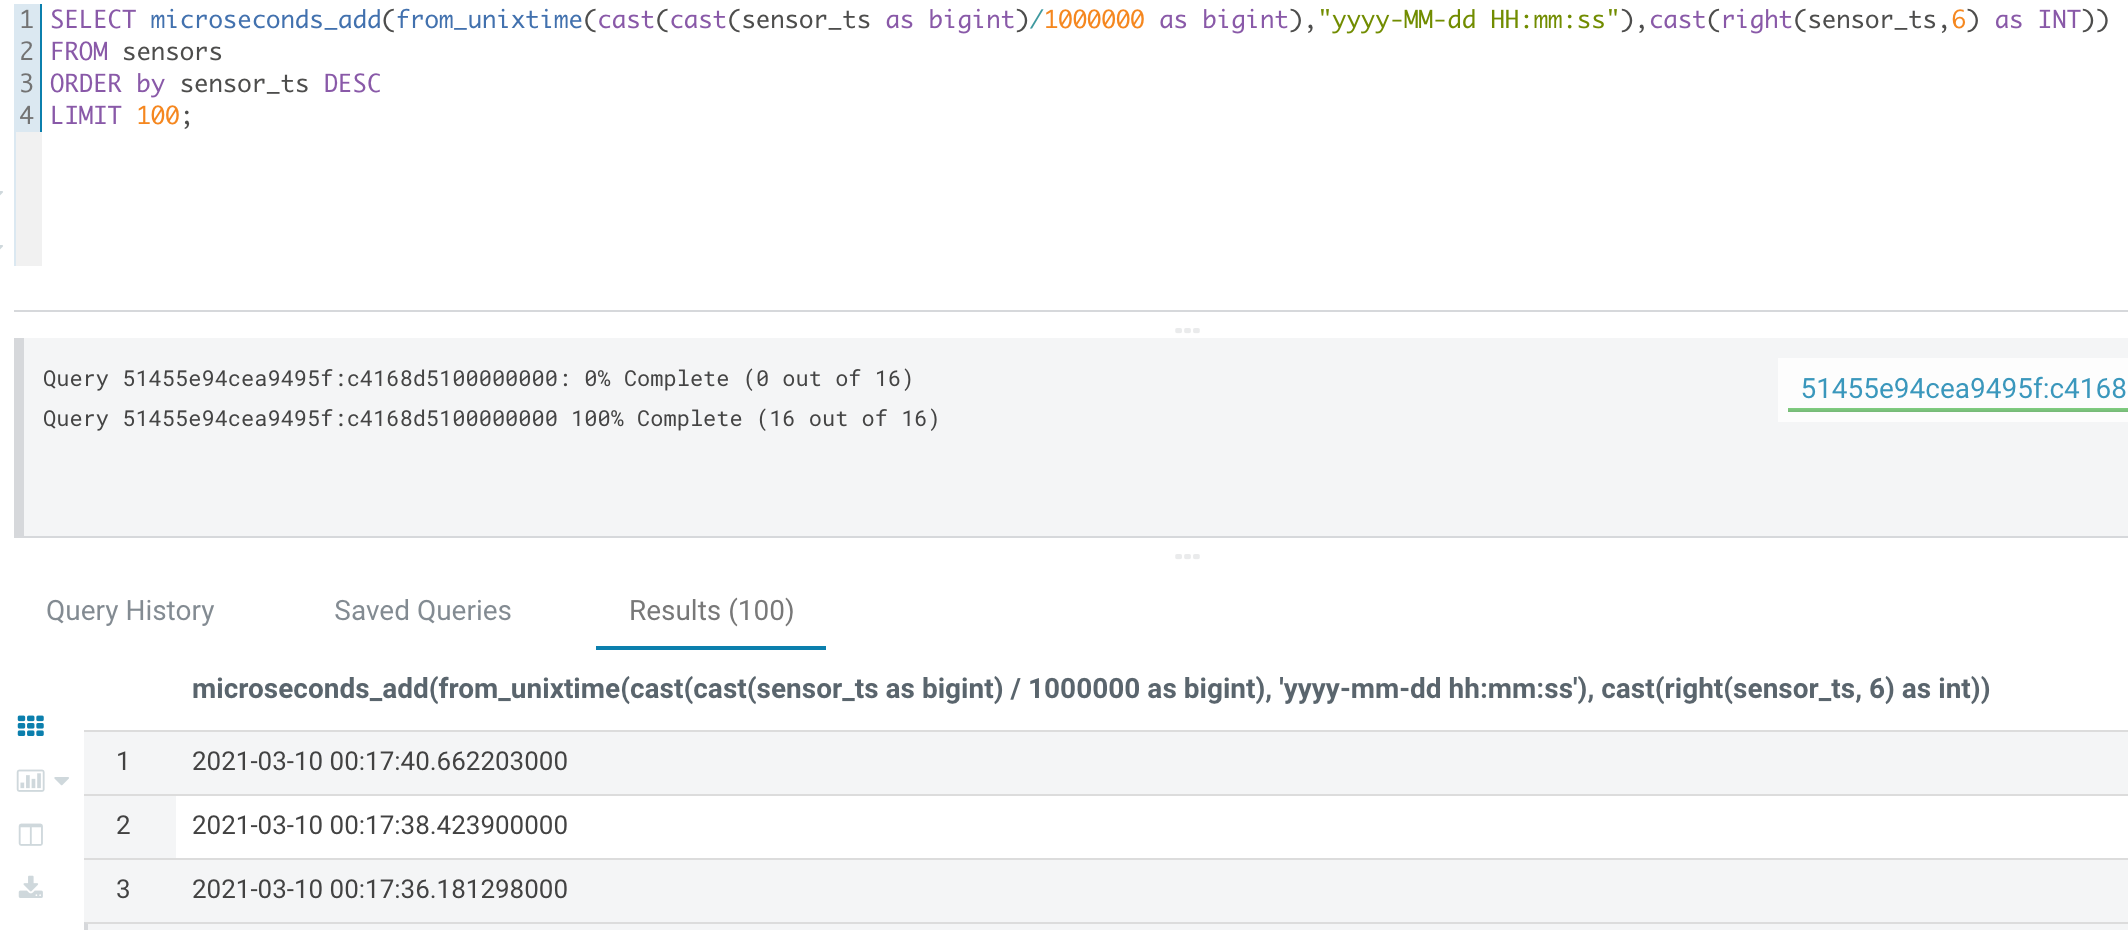 1 SELECT microseconds_add(from_unixtime(cast(cast(sensor_ts as bigint)/1000000 as bigint),"yyyy-MM-dd HH:mm:ss"),cast(right(sensor_ts,6) as INT))
2 FROM sensors
3 ORDER by sensor_ts DESC
4 LIMIT 100;
Query 51455e94cea9495f:c4168d5100000000: 0% Complete (0 out of 16)
51455e94cea9495f:c4168
Query 51455e94cea9495f:c4168d5100000000 100% Complete (16 out of 16)
Query History Saved Queries Results (100)
microseconds_add(from_unixtime(cast(cast(sensor_ts as bigint) / 1000000 as bigint), 'yyyy-mm-dd hh:mm:ss'), cast(right(sensor_ts, 6) as int))
1 2021-03-10 00:17:40.662203000
2 2021-03-10 00:17:38.423900000
3 2021-03-10 00:17:36.181298000